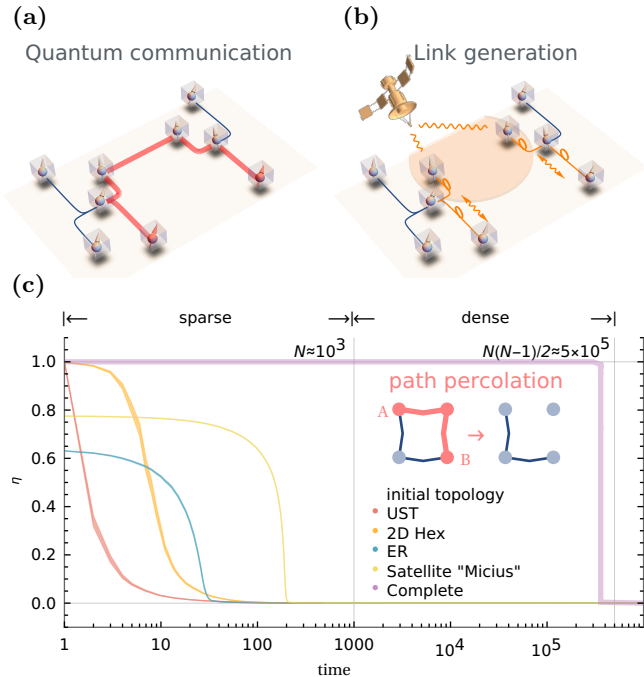 (a)
Quantum communication
(b)
Link generation
(c)
sparse
dense
N≈10³
N(N−1)/2≈5×10⁵
path percolation
A
B
→
initial topology
UST
2D Hex
ER
Satellite "Micius"
Complete
η
1.0
0.8
0.6
0.4
0.2
0.0
1
10
100
1000
10⁴
10⁵
time